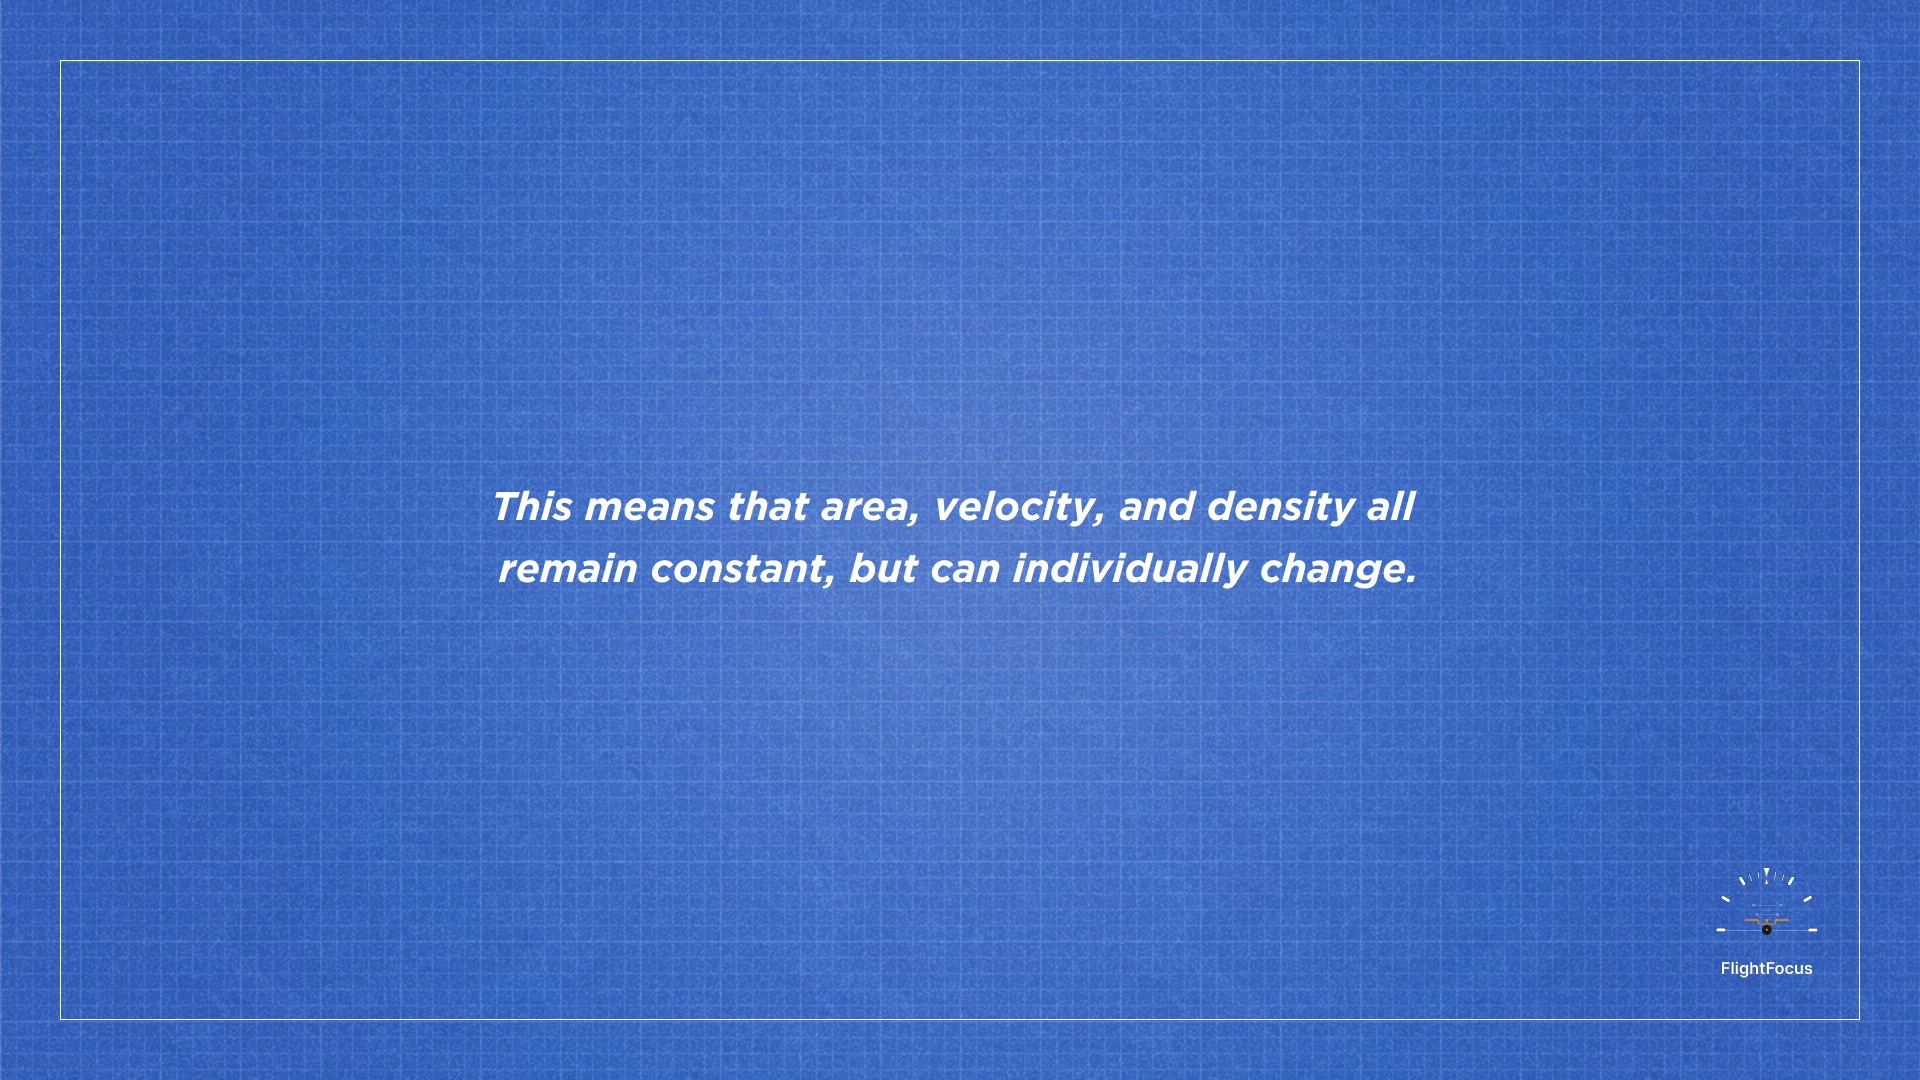 This means that area, velocity, and density all
remain constant, but can individually change.
FlightFocus